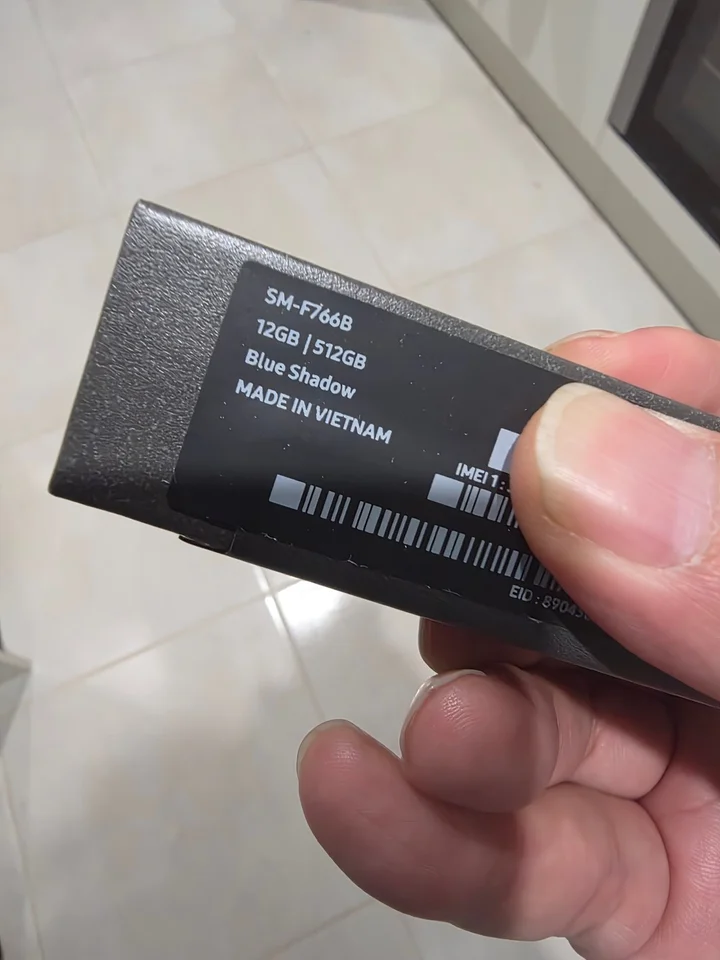 SM-F766B
12GB | 512GB
Blue Shadow
MADE IN VIETNAM
IMEI 1 :
EID : 8904